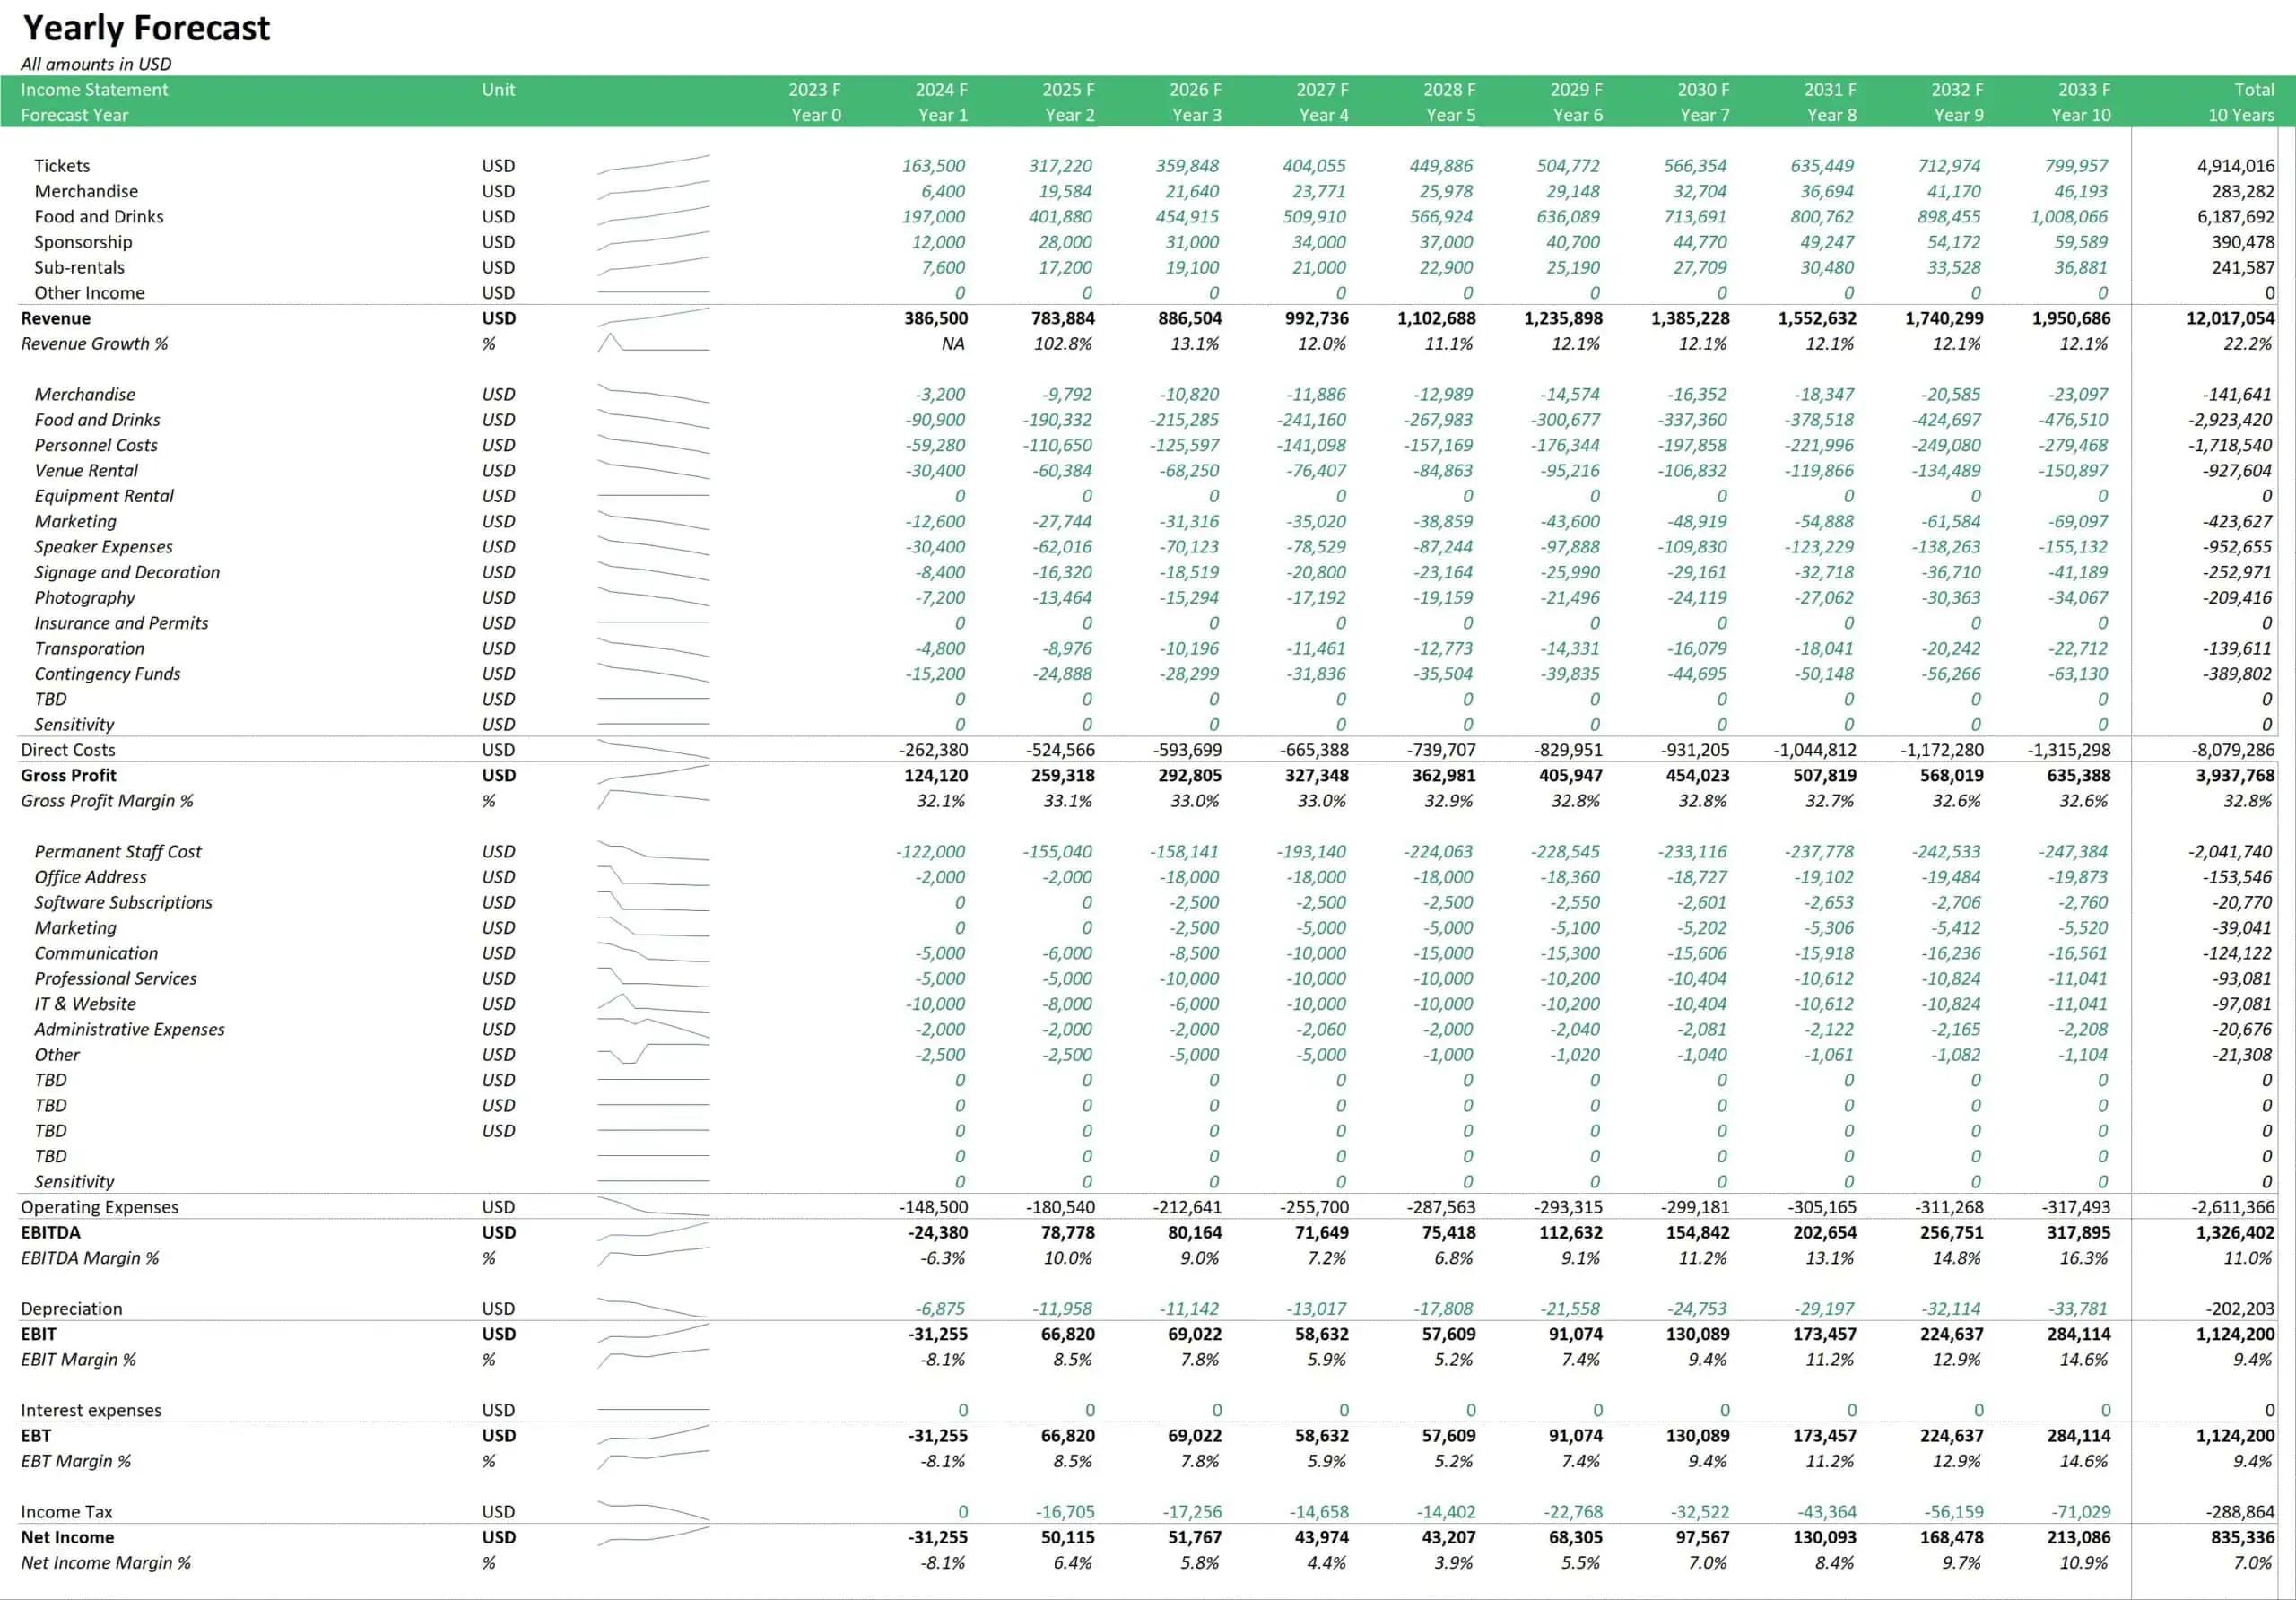 Yearly Forecast
All amounts in USD
Income Statement Unit 2023 F 2024 F 2025 F 2026 F 2027 F 2028 F 2029 F 2030 F 2031 F 2032 F 2033 F Total
Forecast Year Year 0 Year 1 Year 2 Year 3 Year 4 Year 5 Year 6 Year 7 Year 8 Year 9 Year 10 10 Years
Tickets USD 163,500 317,220 359,848 404,055 449,886 504,772 566,354 635,449 712,974 799,957 4,914,016
Merchandise USD 6,400 19,584 21,640 23,771 25,978 29,148 32,704 36,694 41,170 46,193 283,282
Food and Drinks USD 197,000 401,880 454,915 509,910 566,924 636,089 713,691 800,762 898,455 1,008,066 6,187,692
Sponsorship USD 12,000 28,000 31,000 34,000 37,000 40,700 44,770 49,247 54,172 59,589 390,478
Sub-rentals USD 7,600 17,200 19,100 21,000 22,900 25,190 27,709 30,480 33,528 36,881 241,587
Other Income USD 0 0 0 0 0 0 0 0 0 0 0
Revenue USD 386,500 783,884 886,504 992,736 1,102,688 1,235,898 1,385,228 1,552,632 1,740,299 1,950,686 12,017,054
Revenue Growth % % NA 102.8% 13.1% 12.0% 11.1% 12.1% 12.1% 12.1% 12.1% 12.1% 22.2%
Merchandise USD -3,200 -9,792 -10,820 -11,886 -12,989 -14,574 -16,352 -18,347 -20,585 -23,097 -141,641
Food and Drinks USD -90,900 -190,332 -215,285 -241,160 -267,983 -300,677 -337,360 -378,518 -424,697 -476,510 -2,923,420
Personnel Costs USD -59,280 -110,650 -125,597 -141,098 -157,169 -176,344 -197,858 -221,996 -249,080 -279,468 -1,718,540
Venue Rental USD -30,400 -60,384 -68,250 -76,407 -84,863 -95,216 -106,832 -119,866 -134,489 -150,897 -927,604
Equipment Rental USD 0 0 0 0 0 0 0 0 0 0 0
Marketing USD -12,600 -27,744 -31,316 -35,020 -38,859 -43,600 -48,919 -54,888 -61,584 -69,097 -423,627
Speaker Expenses USD -30,400 -62,016 -70,123 -78,529 -87,244 -97,888 -109,830 -123,229 -138,263 -155,132 -952,655
Signage and Decoration USD -8,400 -16,320 -18,519 -20,800 -23,164 -25,990 -29,161 -32,718 -36,710 -41,189 -252,971
Photography USD -7,200 -13,464 -15,294 -17,192 -19,159 -21,496 -24,119 -27,062 -30,363 -34,067 -209,416
Insurance and Permits USD 0 0 0 0 0 0 0 0 0 0 0
Transporation USD -4,800 -8,976 -10,196 -11,461 -12,773 -14,331 -16,079 -18,041 -20,242 -22,712 -139,611
Contingency Funds USD -15,200 -24,888 -28,299 -31,836 -35,504 -39,835 -44,695 -50,148 -56,266 -63,130 -389,802
TBD USD 0 0 0 0 0 0 0 0 0 0 0
Sensitivity USD 0 0 0 0 0 0 0 0 0 0 0
Direct Costs USD -262,380 -524,566 -593,699 -665,388 -739,707 -829,951 -931,205 -1,044,812 -1,172,280 -1,315,298 -8,079,286
Gross Profit USD 124,120 259,318 292,805 327,348 362,981 405,947 454,023 507,819 568,019 635,388 3,937,768
Gross Profit Margin % % 32.1% 33.1% 33.0% 33.0% 32.9% 32.8% 32.8% 32.7% 32.6% 32.6% 32.8%
Permanent Staff Cost USD -122,000 -155,040 -158,141 -193,140 -224,063 -228,545 -233,116 -237,778 -242,533 -247,384 -2,041,740
Office Address USD -2,000 -2,000 -18,000 -18,000 -18,000 -18,360 -18,727 -19,102 -19,484 -19,873 -153,546
Software Subscriptions USD 0 0 -2,500 -2,500 -2,500 -2,550 -2,601 -2,653 -2,706 -2,760 -20,770
Marketing USD 0 0 -2,500 -5,000 -5,000 -5,100 -5,202 -5,306 -5,412 -5,520 -39,041
Communication USD -5,000 -6,000 -8,500 -10,000 -15,000 -15,300 -15,606 -15,918 -16,236 -16,561 -124,122
Professional Services USD -5,000 -5,000 -10,000 -10,000 -10,000 -10,200 -10,404 -10,612 -10,824 -11,041 -93,081
IT & Website USD -10,000 -8,000 -6,000 -10,000 -10,000 -10,200 -10,404 -10,612 -10,824 -11,041 -97,081
Administrative Expenses USD -2,000 -2,000 -2,000 -2,060 -2,000 -2,040 -2,081 -2,122 -2,165 -2,208 -20,676
Other USD -2,500 -2,500 -5,000 -5,000 -1,000 -1,020 -1,040 -1,061 -1,082 -1,104 -21,308
TBD USD 0 0 0 0 0 0 0 0 0 0 0
TBD USD 0 0 0 0 0 0 0 0 0 0 0
TBD USD 0 0 0 0 0 0 0 0 0 0 0
TBD 0 0 0 0 0 0 0 0 0 0 0
Sensitivity 0 0 0 0 0 0 0 0 0 0 0
Operating Expenses USD -148,500 -180,540 -212,641 -255,700 -287,563 -293,315 -299,181 -305,165 -311,268 -317,493 -2,611,366
EBITDA USD -24,380 78,778 80,164 71,649 75,418 112,632 154,842 202,654 256,751 317,895 1,326,402
EBITDA Margin % % -6.3% 10.0% 9.0% 7.2% 6.8% 9.1% 11.2% 13.1% 14.8% 16.3% 11.0%
Depreciation USD -6,875 -11,958 -11,142 -13,017 -17,808 -21,558 -24,753 -29,197 -32,114 -33,781 -202,203
EBIT USD -31,255 66,820 69,022 58,632 57,609 91,074 130,089 173,457 224,637 284,114 1,124,200
EBIT Margin % % -8.1% 8.5% 7.8% 5.9% 5.2% 7.4% 9.4% 11.2% 12.9% 14.6% 9.4%
Interest expenses USD 0 0 0 0 0 0 0 0 0 0 0
EBT USD -31,255 66,820 69,022 58,632 57,609 91,074 130,089 173,457 224,637 284,114 1,124,200
EBT Margin % % -8.1% 8.5% 7.8% 5.9% 5.2% 7.4% 9.4% 11.2% 12.9% 14.6% 9.4%
Income Tax USD 0 -16,705 -17,256 -14,658 -14,402 -22,768 -32,522 -43,364 -56,159 -71,029 -288,864
Net Income USD -31,255 50,115 51,767 43,974 43,207 68,305 97,567 130,093 168,478 213,086 835,336
Net Income Margin % % -8.1% 6.4% 5.8% 4.4% 3.9% 5.5% 7.0% 8.4% 9.7% 10.9% 7.0%